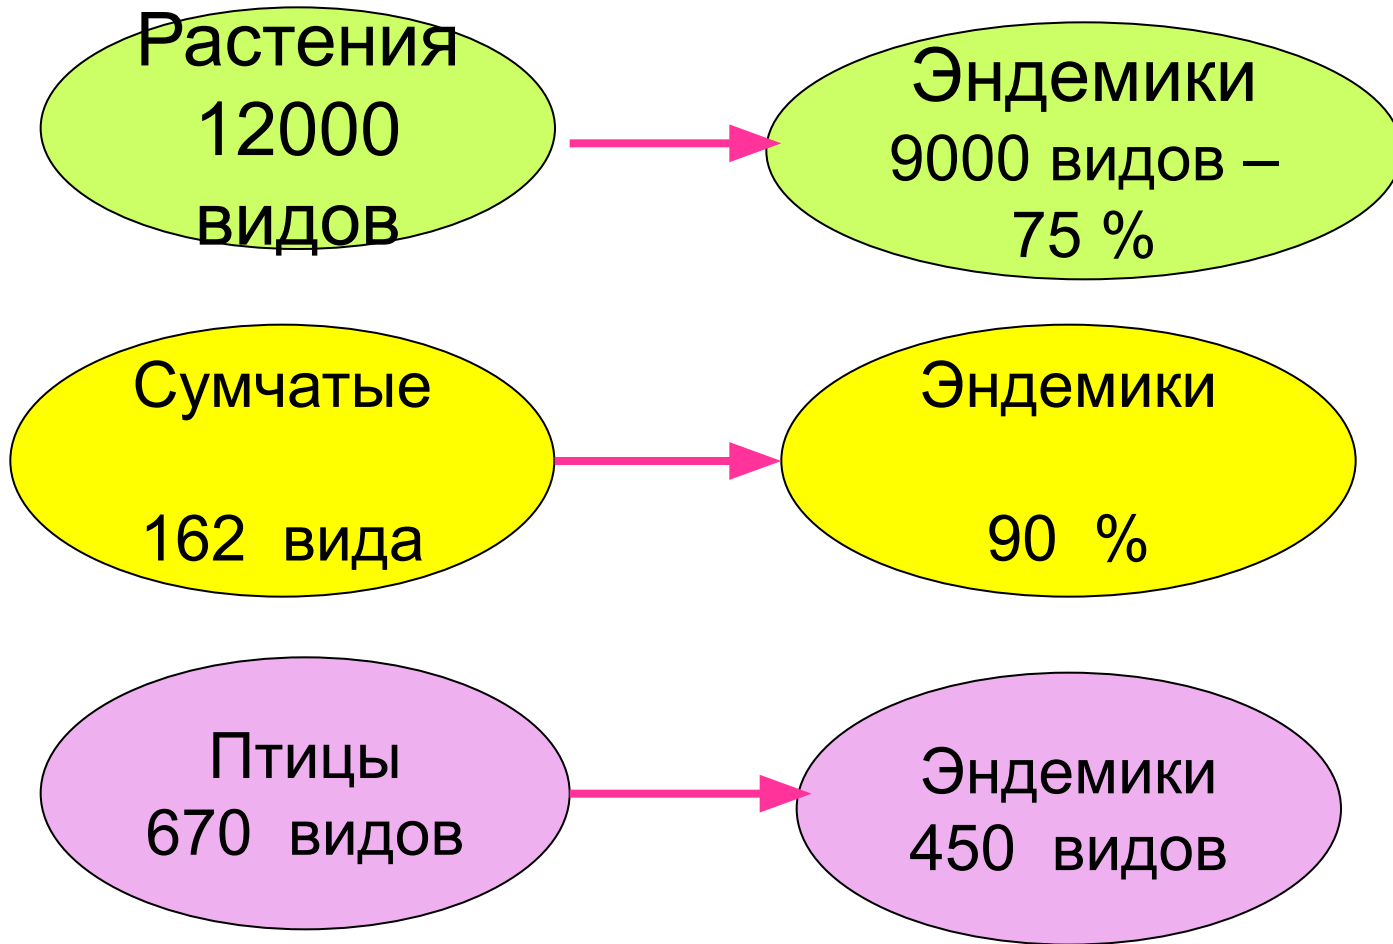 Растения
12000
видов
Эндемики
9000 видов –
75 %
Сумчатые
162 вида
Эндемики
90 %
Птицы
670 видов
Эндемики
450 видов